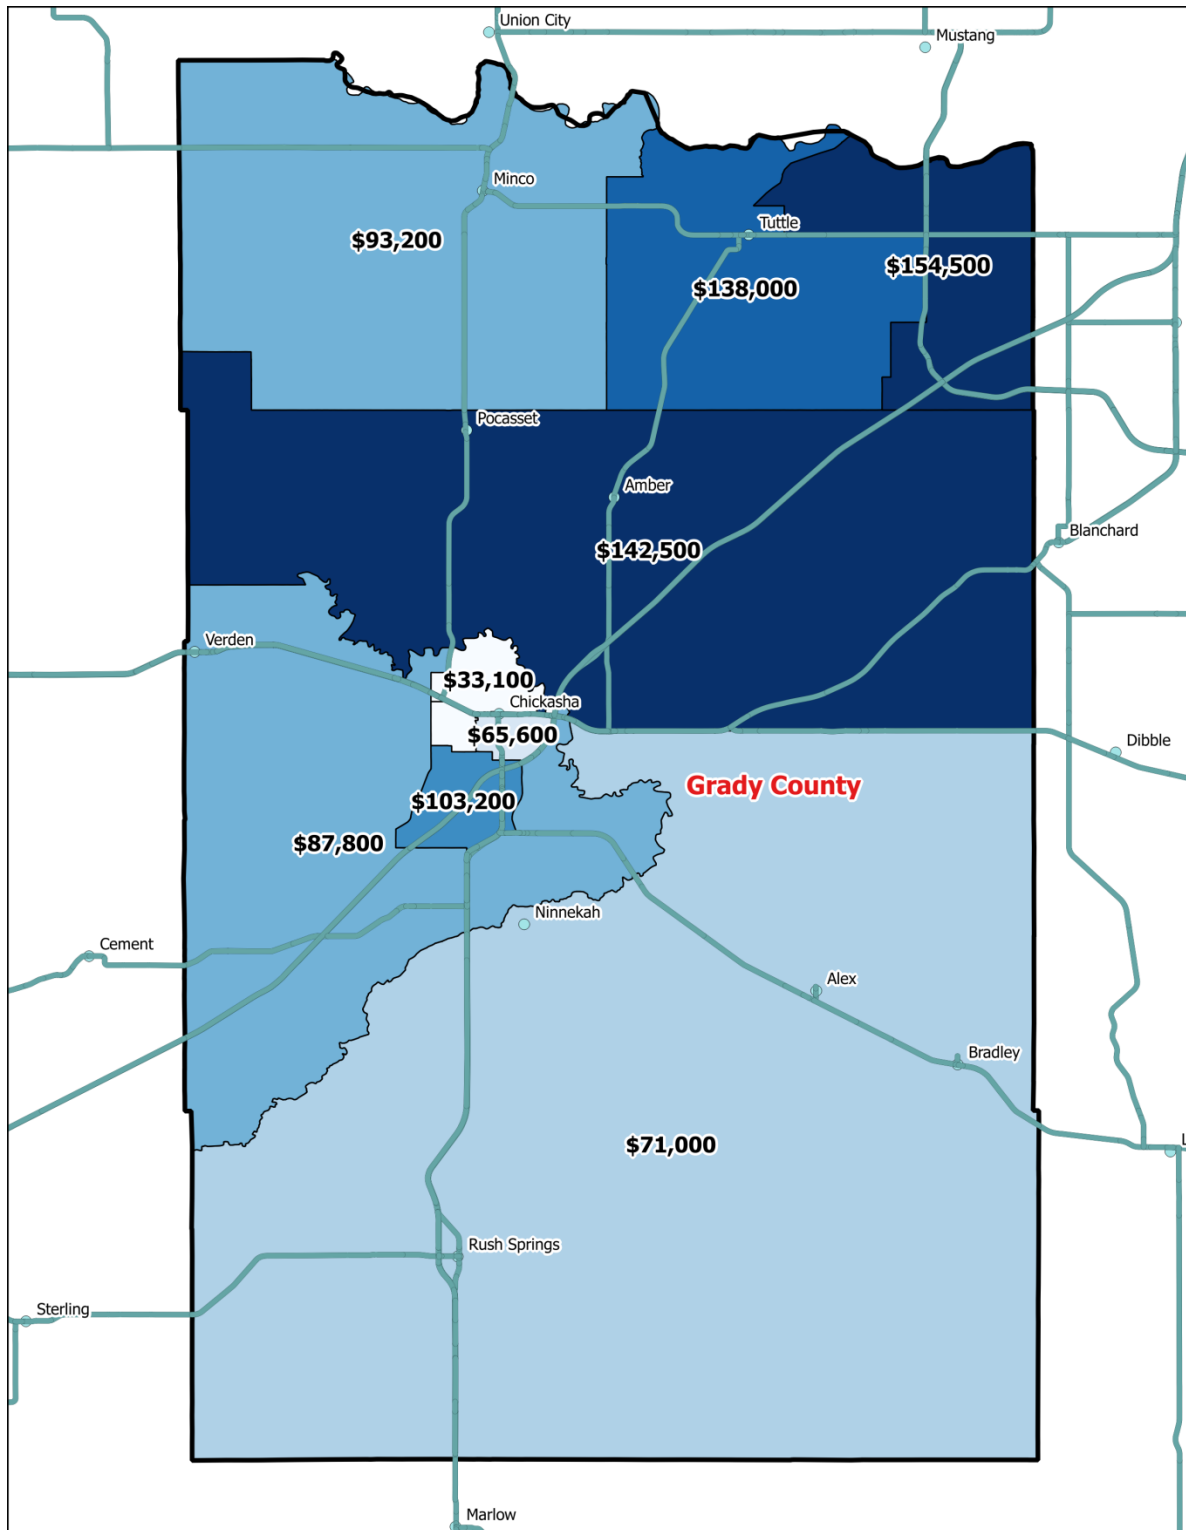 Union City
Mustang
Minco
Tuttle
$93,200
$154,500
$138,000
Pocasset
Amber
Blanchard
$142,500
Verden
$33,100
Chickasha
$65,600
Dibble
Grady County
$103,200
$87,800
Ninnekah
Cement
Alex
Bradley
L
$71,000
Rush Springs
Sterling
Marlow